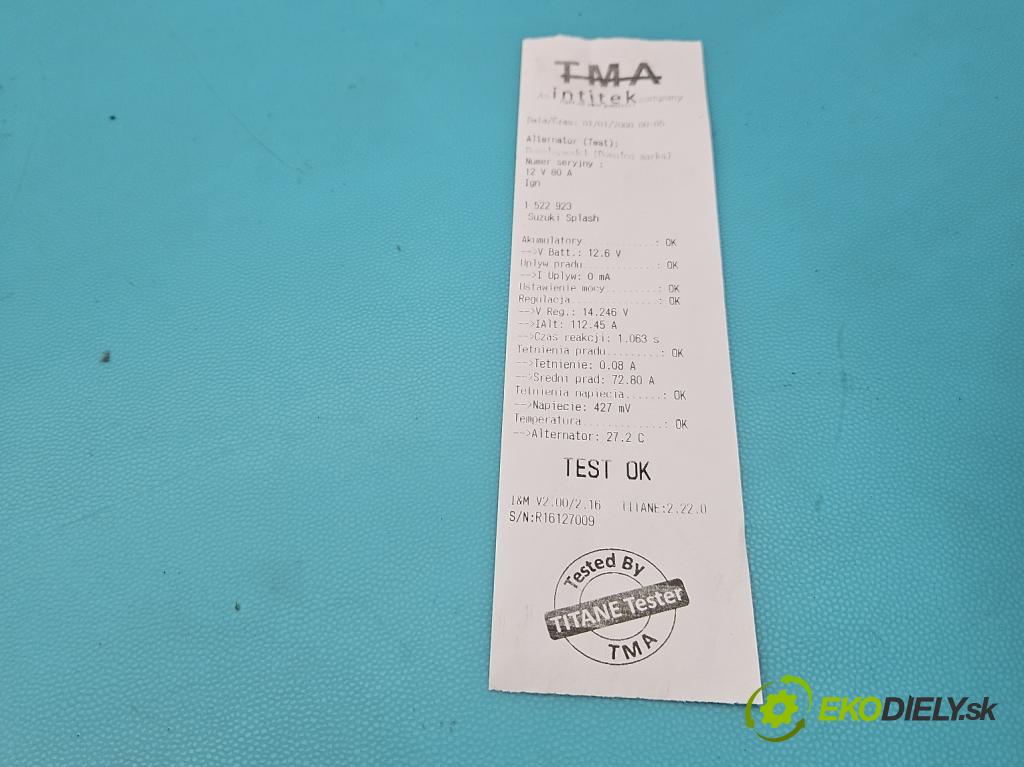 TMA
An intitek company
Data/Czas: 01/01/2000 00:05
Alternator (Test):
(Dowolna marka)
Numer seryjny :
12 V 80 A
Ign
1 522 923
Suzuki Splash
Akumulatory...........: OK
-->V Batt.: 12.6 V
Uplyw pradu...........: OK
-->I Uplyw: 0 mA
Ustawienie mocy........: OK
Regulacja.............: OK
-->V Reg.: 14.246 V
-->IAlt: 112.45 A
-->Czas reakcji: 1.063 s
Tetnienia pradu........: OK
-->Tetnienie: 0.08 A
-->Sredni prad: 72.80 A
Tetnienia napiecia......: OK
-->Napiecie: 427 mV
Temperatura............: OK
-->Alternator: 27.2 C
TEST OK
I&M V2.00/2.16 TITANE:2.22.0
S/N:R16127009
Tested By
TITANE Tester
TMA
EKODIELY.sk